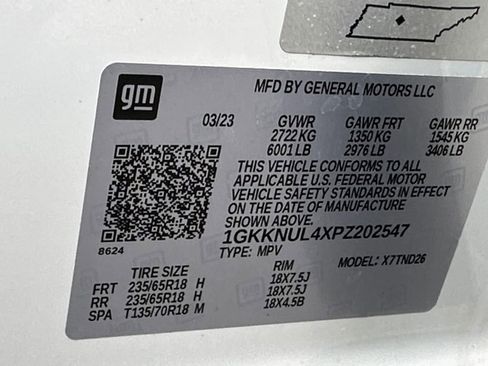 gm
MFD BY GENERAL MOTORS LLC
03/23 GVWR GAWR FRT GAWR RR
2722 KG 1350 KG 1545 KG
6001 LB 2976 LB 3406 LB
THIS VEHICLE CONFORMS TO ALL
APPLICABLE U.S. FEDERAL MOTOR
VEHICLE SAFETY STANDARDS IN EFFECT
ON THE DATE OF MANUFACTURE
SHOWN ABOVE.
1GKKNUL4XPZ202547
8624
TYPE: MPV MODEL: X7TND26
TIRE SIZE RIM
FRT 235/65R18 H 18X7.5J
RR 235/65R18 H 18X7.5J
SPA T135/70R18 M 18X4.5B